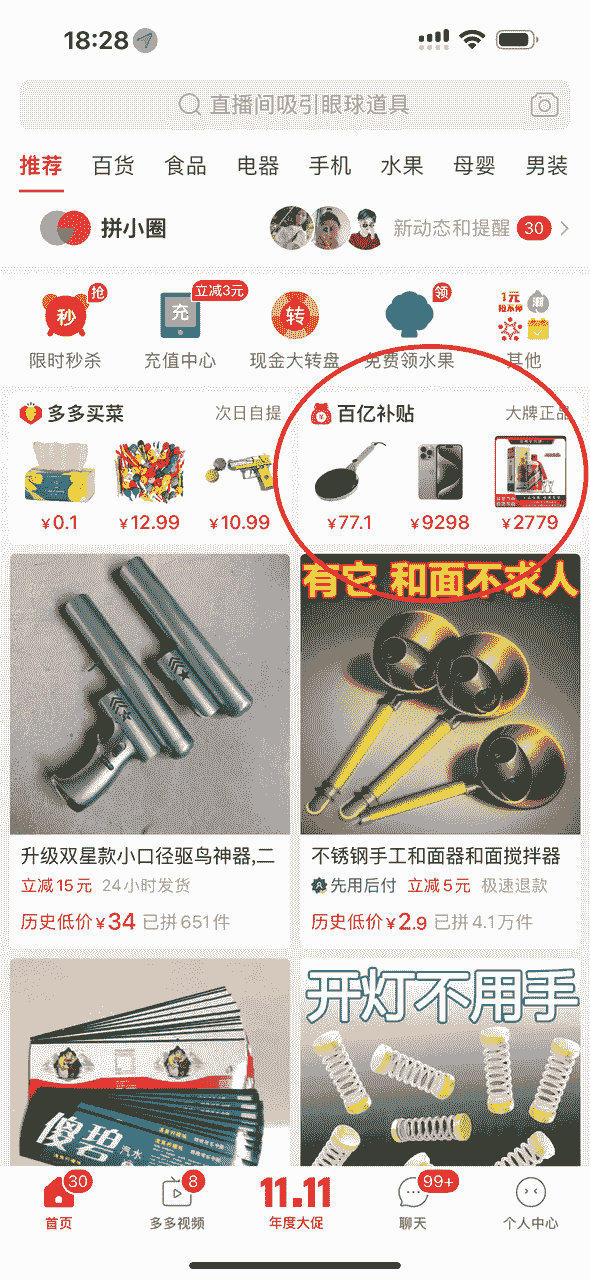 18:28
直播间吸引眼球道具
推荐 百货 食品 电器 手机 水果 母婴 男装
拼小圈 新动态和提醒 30
抢 立减3元 领 1元 抢不停 潮
秒 充 转
限时秒杀 充值中心 现金大转盘 免费领水果 其他
多多买菜 次日自提 百亿补贴 大牌正品
¥0.1 ¥12.99 ¥10.99 ¥77.1 ¥9298 ¥2779
有它 和面不求人
升级双星款小口径驱鸟神器,二
立减15元 24小时发货
历史低价¥34 已拼651件
不锈钢手工和面器和面搅拌器
先用后付 立减5元 极速退款
历史低价¥2.9 已拼4.1万件
傻碧 汽水
开灯不用手
30 8 11.11 99+
首页 多多视频 年度大促 聊天 个人中心